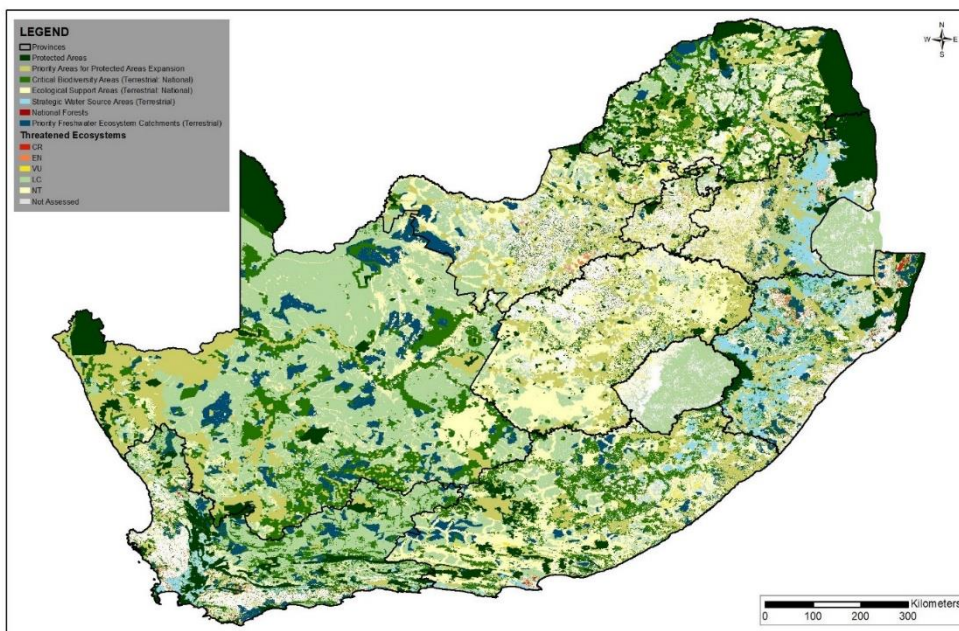 LEGEND
Provinces
Protected Areas
Priority Areas for Protected Areas Expansion
Critical Biodiversity Areas (Terrestrial: National)
Ecological Support Areas (Terrestrial: National)
Strategic Water Source Areas (Terrestrial)
National Forests
Priority Freshwater Ecosystem Catchments (Terrestrial)
Threatened Ecosystems
CR
EN
VU
LC
NT
Not Assessed
N
W E
S
Kilometers
0 100 200 300